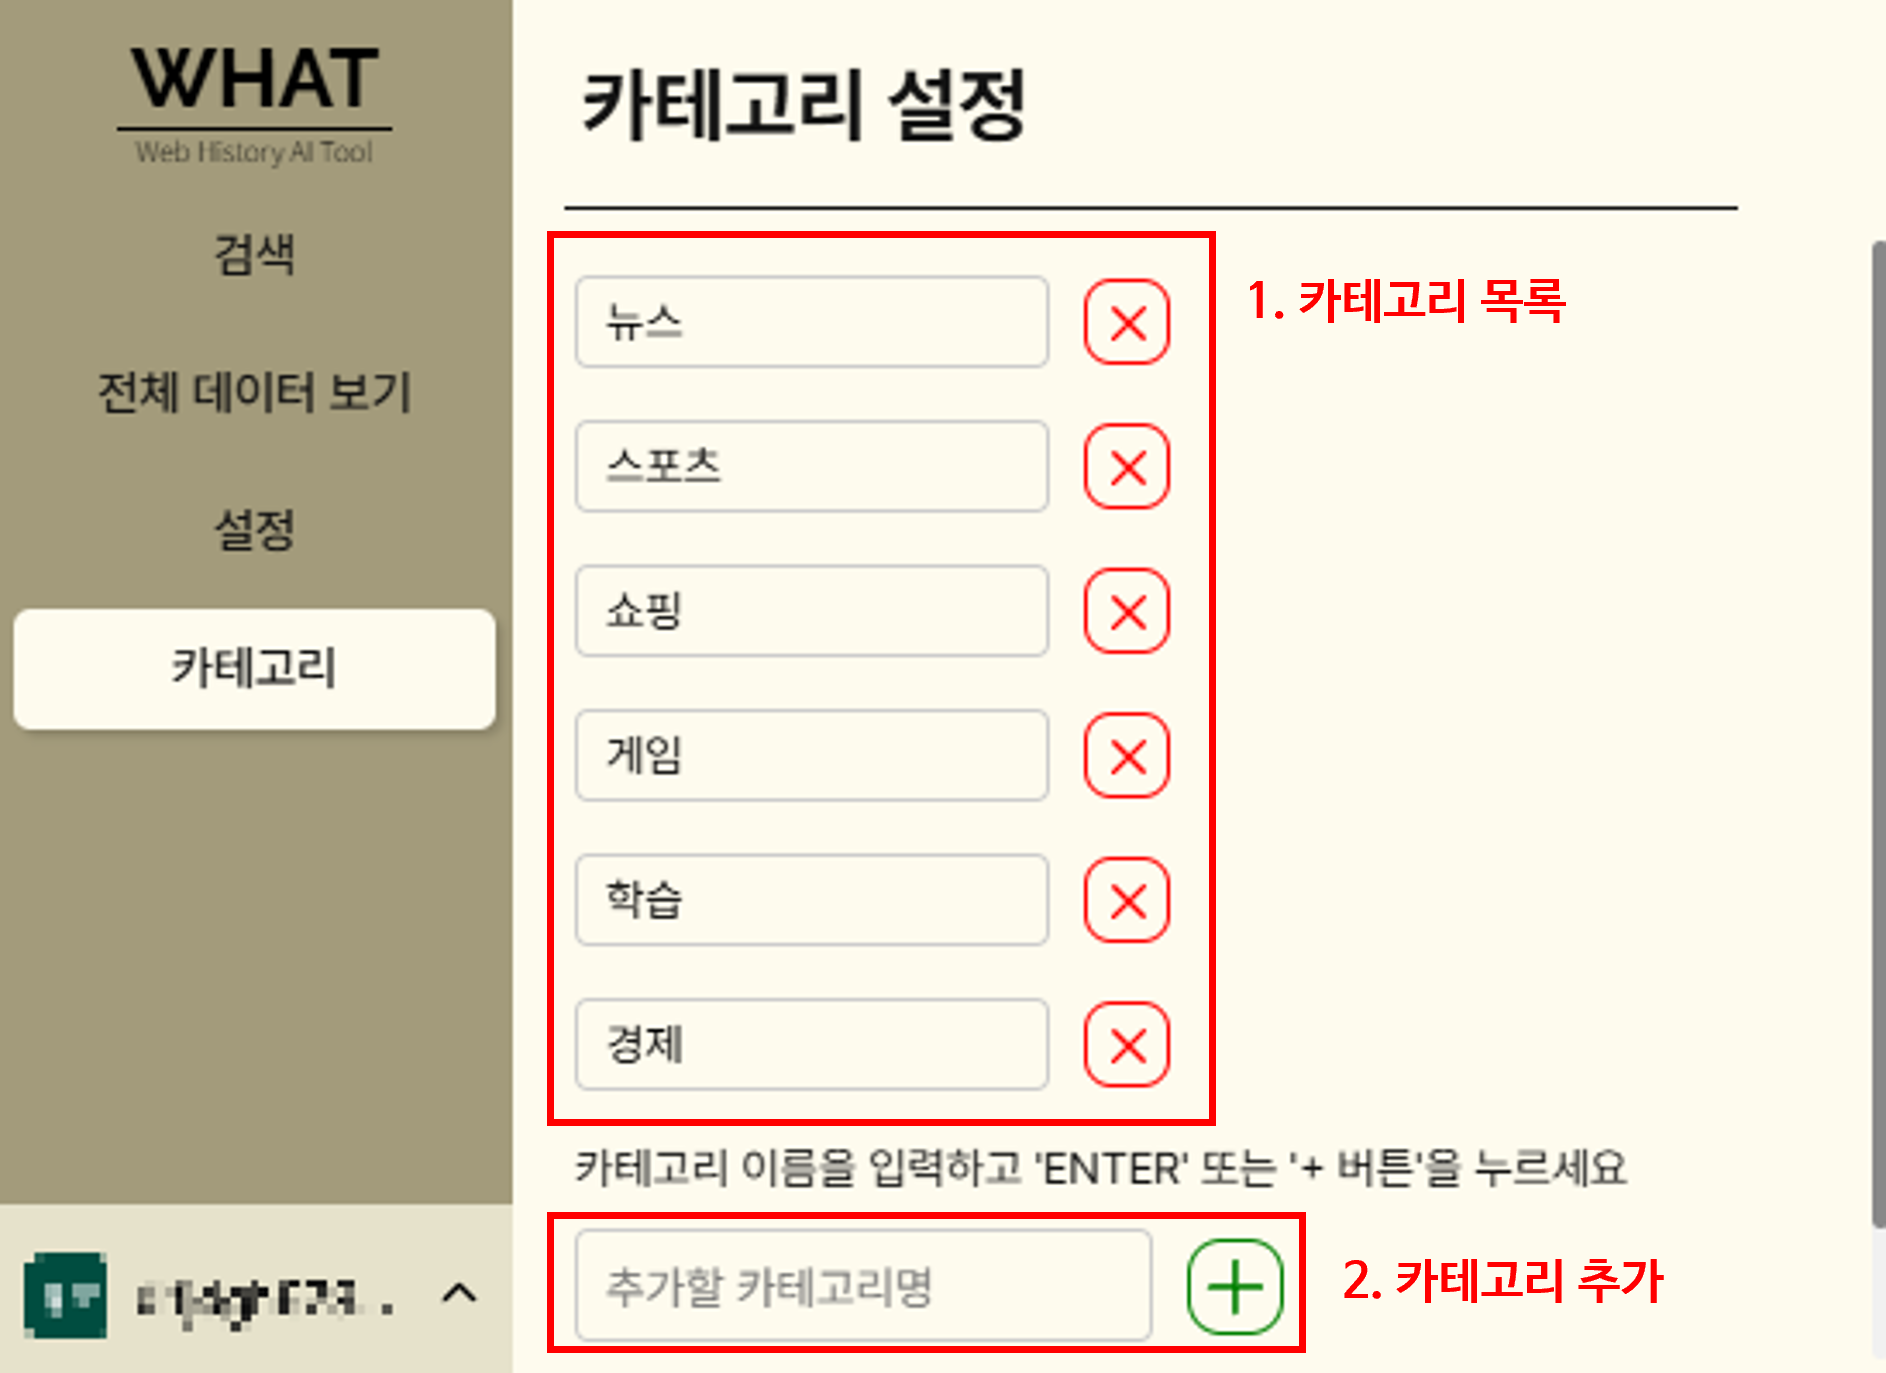 WHAT
Web History AI Tool
검색
전체 데이터 보기
설정
카테고리
카테고리 설정
1. 카테고리 목록
뉴스
스포츠
쇼핑
게임
학습
경제
카테고리 이름을 입력하고 'ENTER' 또는 '+ 버튼'을 누르세요
추가할 카테고리명
2. 카테고리 추가